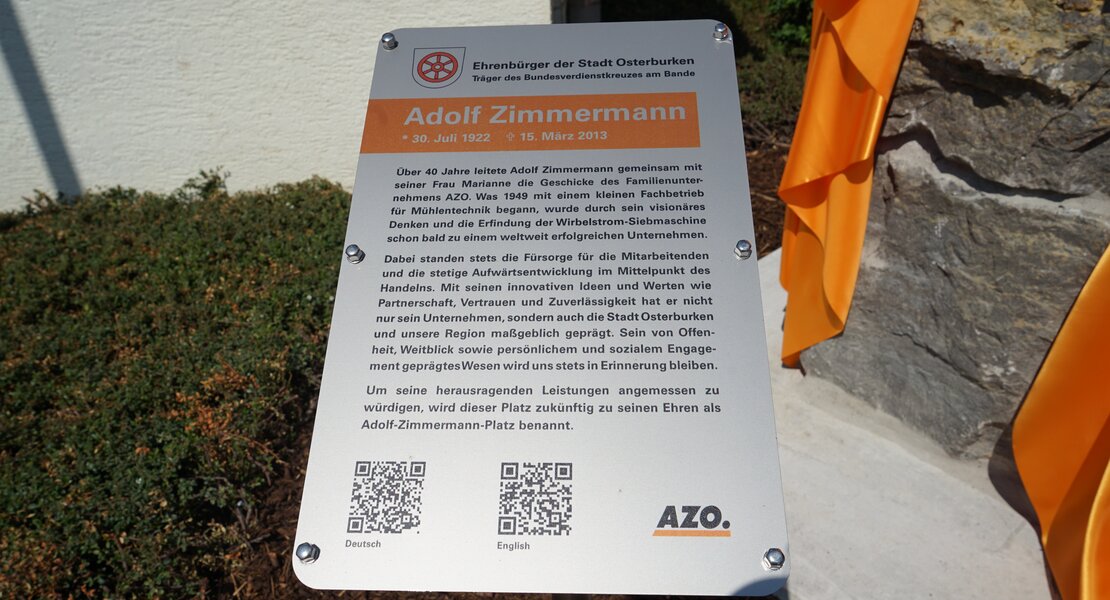 Ehrenbürger der Stadt Osterburken
Träger des Bundesverdienstkreuzes am Bande
Adolf Zimmermann
* 30. Juli 1922 ✞ 15. März 2013
Über 40 Jahre leitete Adolf Zimmermann gemeinsam mit
seiner Frau Marianne die Geschicke des Familienunter-
nehmens AZO. Was 1949 mit einem kleinen Fachbetrieb
für Mühlentechnik begann, wurde durch sein visionäres
Denken und die Erfindung der Wirbelstrom-Siebmaschine
schon bald zu einem weltweit erfolgreichen Unternehmen.
Dabei standen stets die Fürsorge für die Mitarbeitenden
und die stetige Aufwärtsentwicklung im Mittelpunkt des
Handelns. Mit seinen innovativen Ideen und Werten wie
Partnerschaft, Vertrauen und Zuverlässigkeit hat er nicht
nur sein Unternehmen, sondern auch die Stadt Osterburken
und unsere Region maßgeblich geprägt. Sein von Offen-
heit, Weitblick sowie persönlichem und sozialem Engage-
ment geprägtes Wesen wird uns stets in Erinnerung bleiben.
Um seine herausragenden Leistungen angemessen zu
würdigen, wird dieser Platz zukünftig zu seinen Ehren als
Adolf-Zimmermann-Platz benannt.
Deutsch
English
AZO.